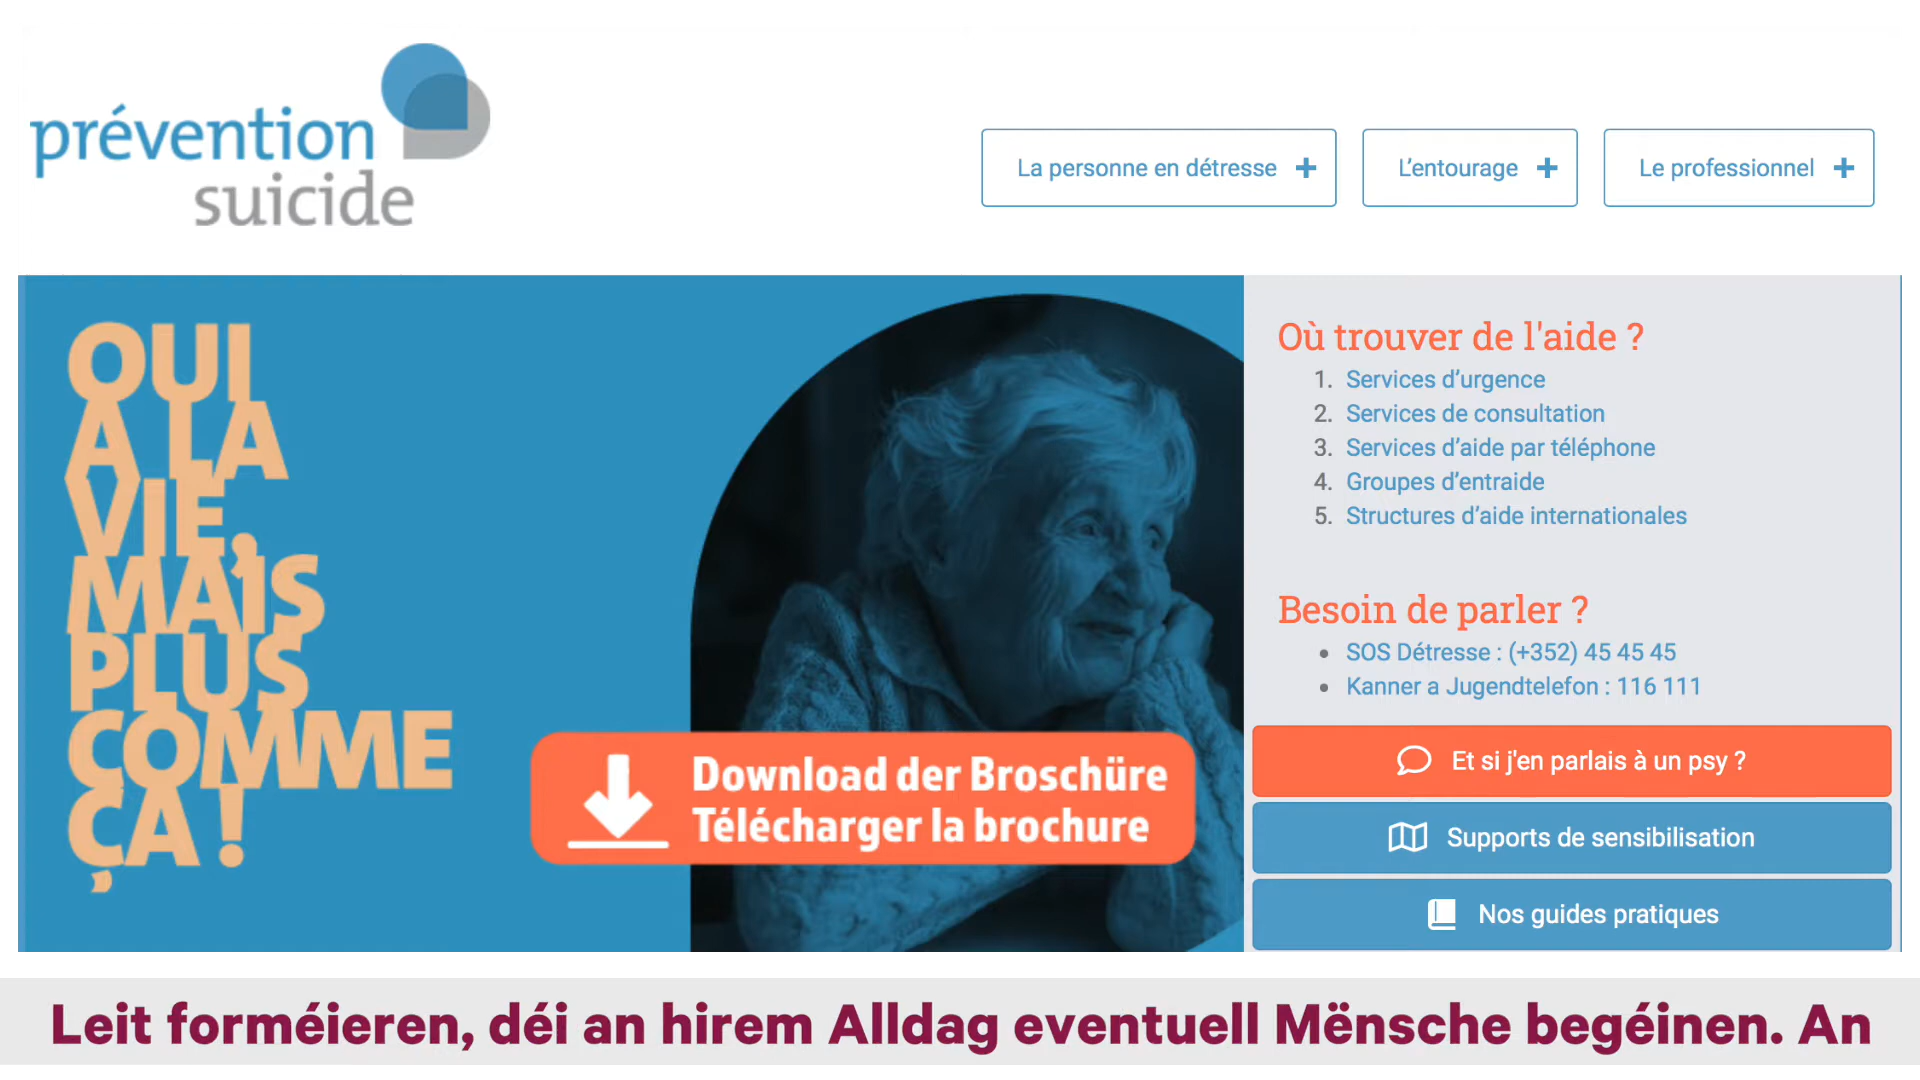 prévention
suicide
La personne en détresse +
L'entourage +
Le professionnel +
OUI
A LA
VIE,
MAIS
PLUS
COMME
ÇA !
Download der Broschüre
Télécharger la brochure
Où trouver de l'aide ?
1. Services d'urgence
2. Services de consultation
3. Services d'aide par téléphone
4. Groupes d'entraide
5. Structures d'aide internationales
Besoin de parler ?
• SOS Détresse : (+352) 45 45 45
• Kanner a Jugendtelefon : 116 111
Et si j'en parlais à un psy ?
Supports de sensibilisation
Nos guides pratiques
Leit forméieren, déi an hirem Alldag eventuell Mënsche begéinen. An